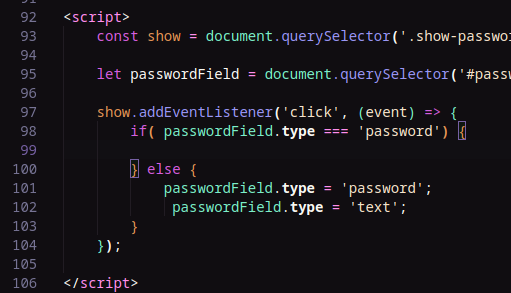 92 <script>
93 const show = document.querySelector('.show-passwo
94
95 let passwordField = document.querySelector('#passw
96
97 show.addEventListener('click', (event) => {
98 if( passwordField.type === 'password') {
99
100 } else {
101 passwordField.type = 'password';
102 passwordField.type = 'text';
103 }
104 });
105
106 </script>